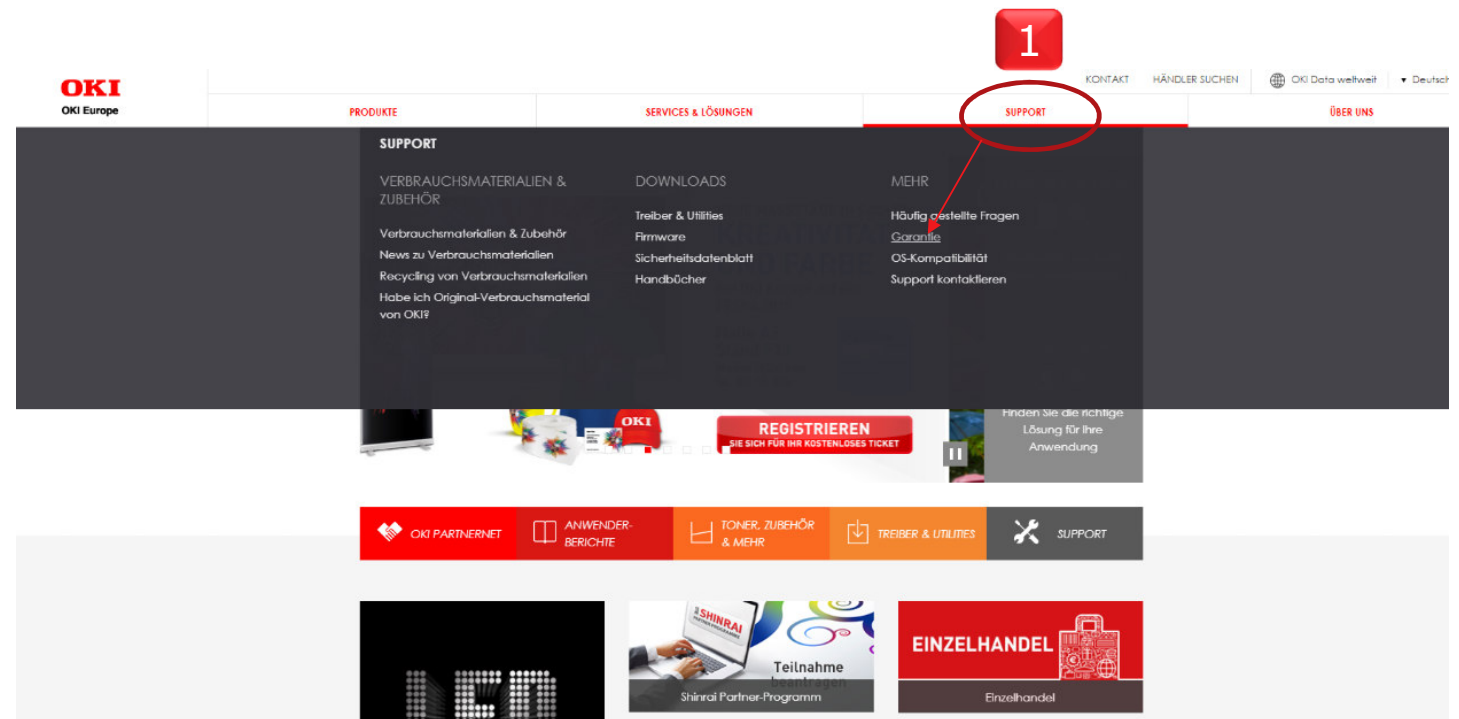 1
OKI
OKI Europe
KONTAKT
HÄNDLER SUCHEN
OKI Data weltweit
Deutsch
PRODUKTE
SERVICES & LÖSUNGEN
SUPPORT
ÜBER UNS
SUPPORT
VERBRAUCHSMATERIALIEN &
ZUBEHÖR
Verbrauchsmaterialien & Zubehör
News zu Verbrauchsmaterialien
Recycling von Verbrauchsmaterialien
Habe ich Original-Verbrauchsmaterial
von OKI?
DOWNLOADS
Treiber & Utilities
Firmware
Sicherheitsdatenblatt
Handbücher
MEHR
Häufig gestellte Fragen
Garantie
OS-Kompatibilität
Support kontaktieren
OKI
REGISTRIEREN
SIE SICH FÜR IHR KOSTENLOSES TICKET
Finden Sie die richtige
Lösung für Ihre
Anwendung
OKI PARTNERNET
ANWENDER-
BERICHTE
TONER, ZUBEHÖR
& MEHR
TREIBER & UTILITIES
SUPPORT
LED
SHINRAI
Teilnahme
beantragen
Shinrai Partner-Programm
EINZELHANDEL
Einzelhandel